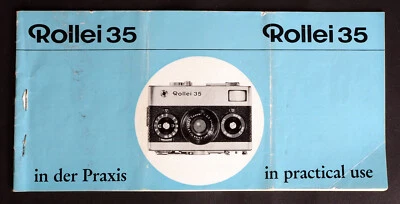 Rollei 35
Rollei 35
Rollei 35
in der Praxis
in practical use